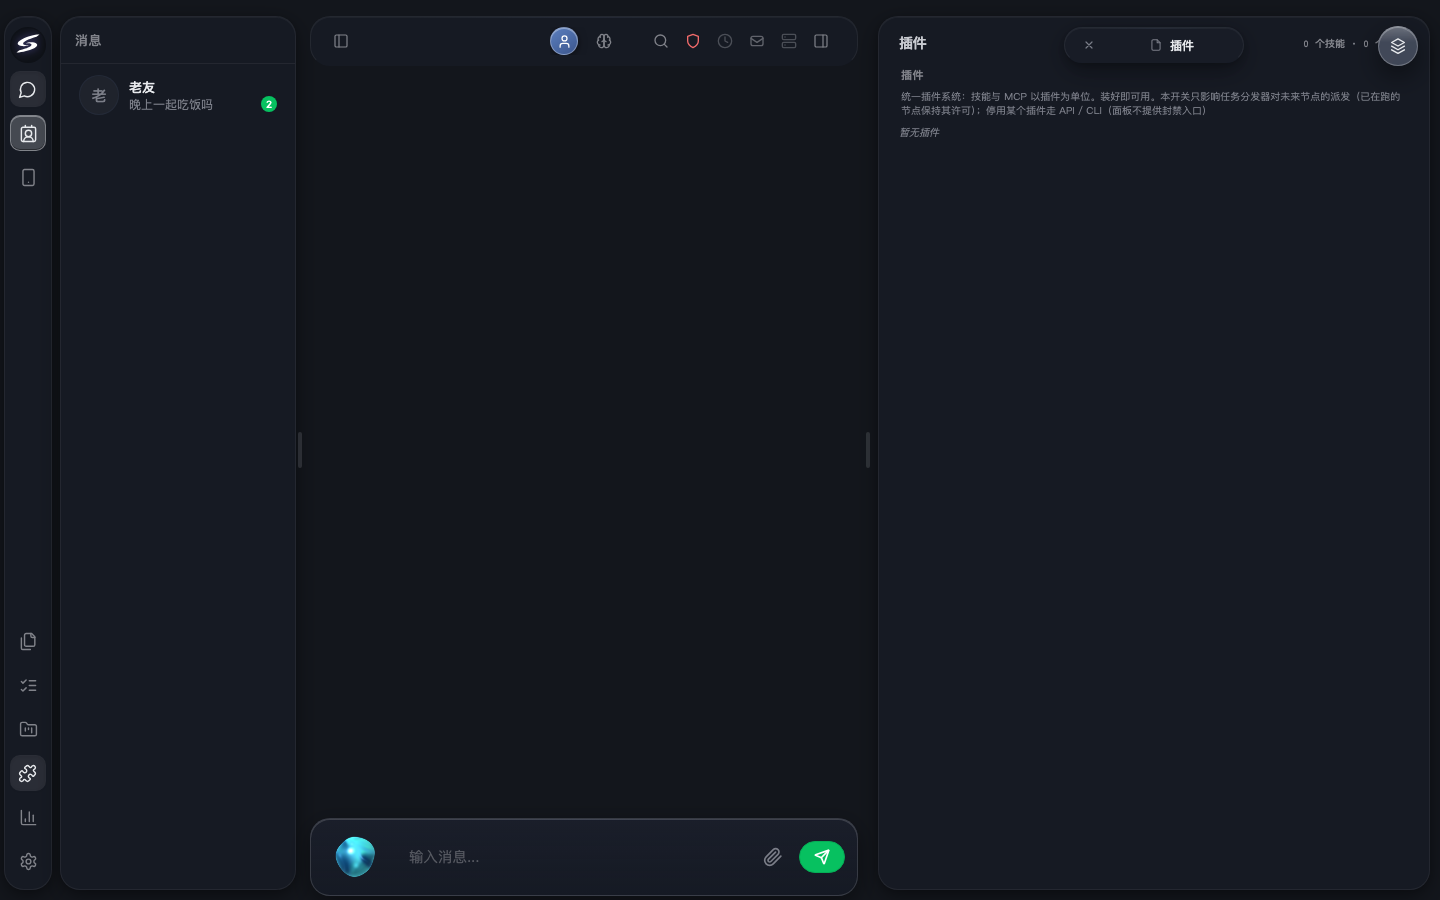 消息
老
老友
晚上一起吃饭吗
2
输入消息...
插件
插件
0 个技能 · 0
插件
统一插件系统：技能与 MCP 以插件为单位。装好即可用。本开关只影响任务分发器对未来节点的派发（已在跑的
节点保持其许可）；停用某个插件走 API / CLI（面板不提供封禁入口）
暂无插件